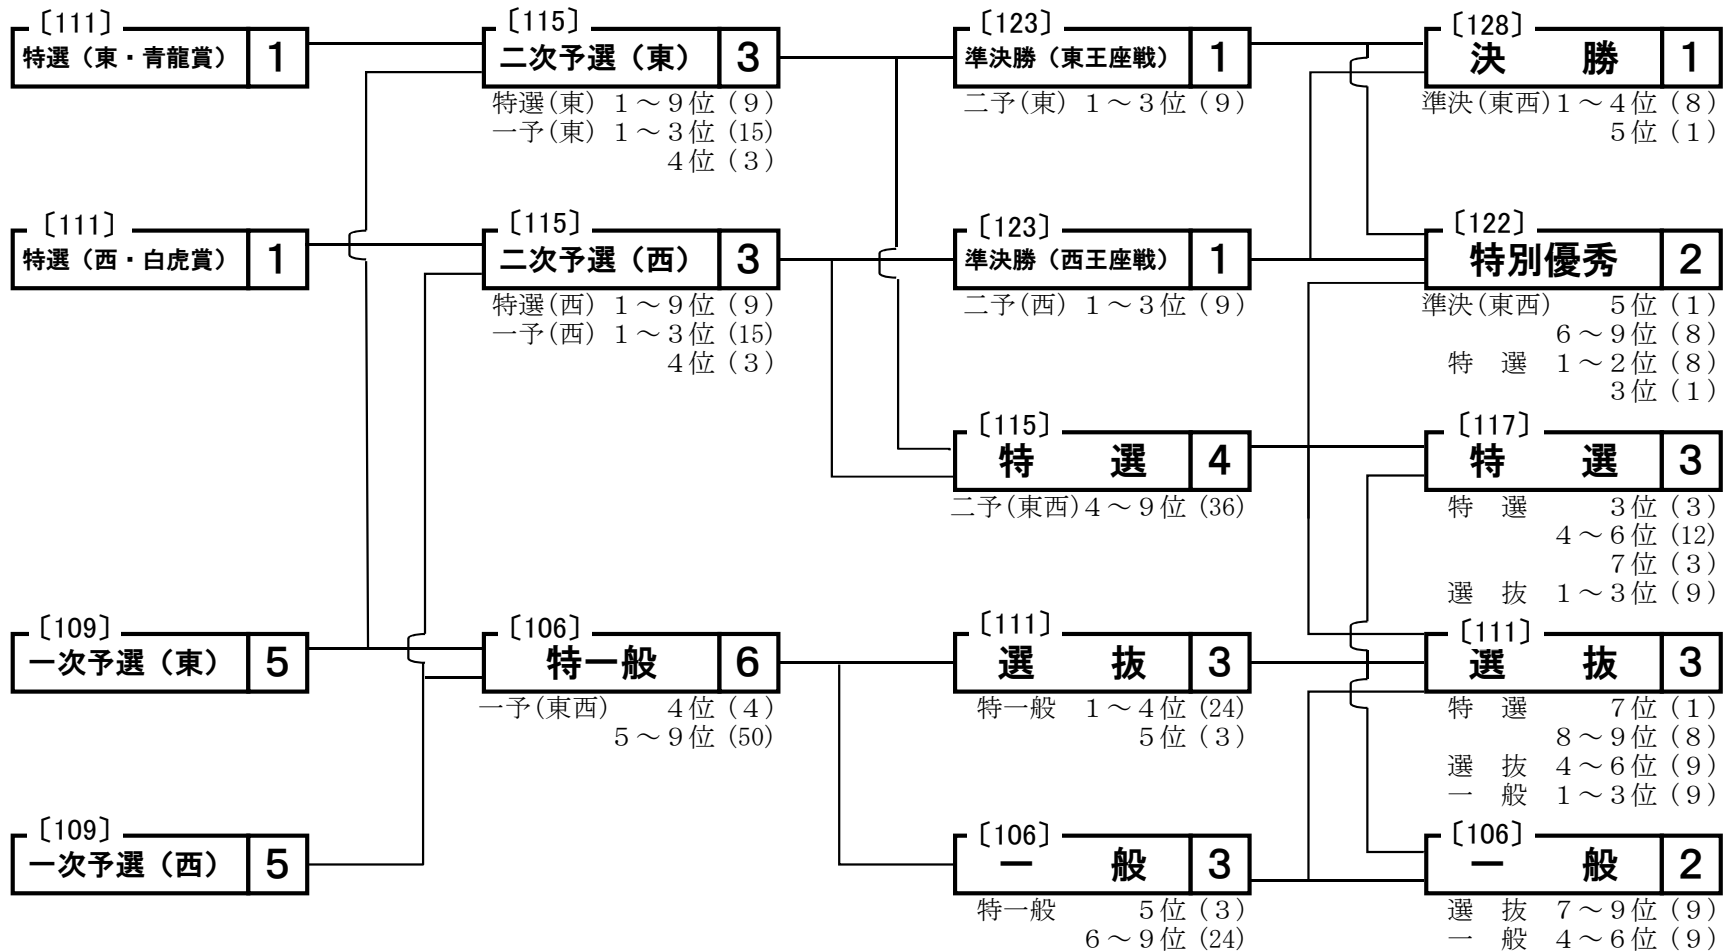 〔111〕
特選（東・青龍賞） 1
〔111〕
特選（西・白虎賞） 1
〔109〕
一次予選（東） 5
〔109〕
一次予選（西） 5
〔115〕
二次予選（東） 3
特選(東) １～９位 (９)
一予(東) １～３位 (15)
４位 (３)
〔115〕
二次予選（西） 3
特選(西) １～９位 (９)
一予(西) １～３位 (15)
４位 (３)
〔106〕
特一般 6
一予(東西) ４位 (４)
５～９位 (50)
〔123〕
準決勝（東王座戦） 1
二予(東) １～３位 (９)
〔123〕
準決勝（西王座戦） 1
二予(西) １～３位 (９)
〔115〕
特　選 4
二予(東西) ４～９位 (36)
〔111〕
選　抜 3
特一般 １～４位 (24)
５位 (３)
〔106〕
一　般 3
特一般 ５位 (３)
６～９位 (24)
〔128〕
決　勝 1
準決(東西) １～４位 (８)
５位 (１)
〔122〕
特別優秀 2
準決(東西) ５位 (１)
６～９位 (８)
特　選 １～２位 (８)
３位 (１)
〔117〕
特　選 3
特　選 ３位 (３)
４～６位 (12)
７位 (３)
選　抜 １～３位 (９)
〔111〕
選　抜 3
特　選 ７位 (１)
８～９位 (８)
選　抜 ４～６位 (９)
一　般 １～３位 (９)
〔106〕
一　般 2
選　抜 ７～９位 (９)
一　般 ４～６位 (９)